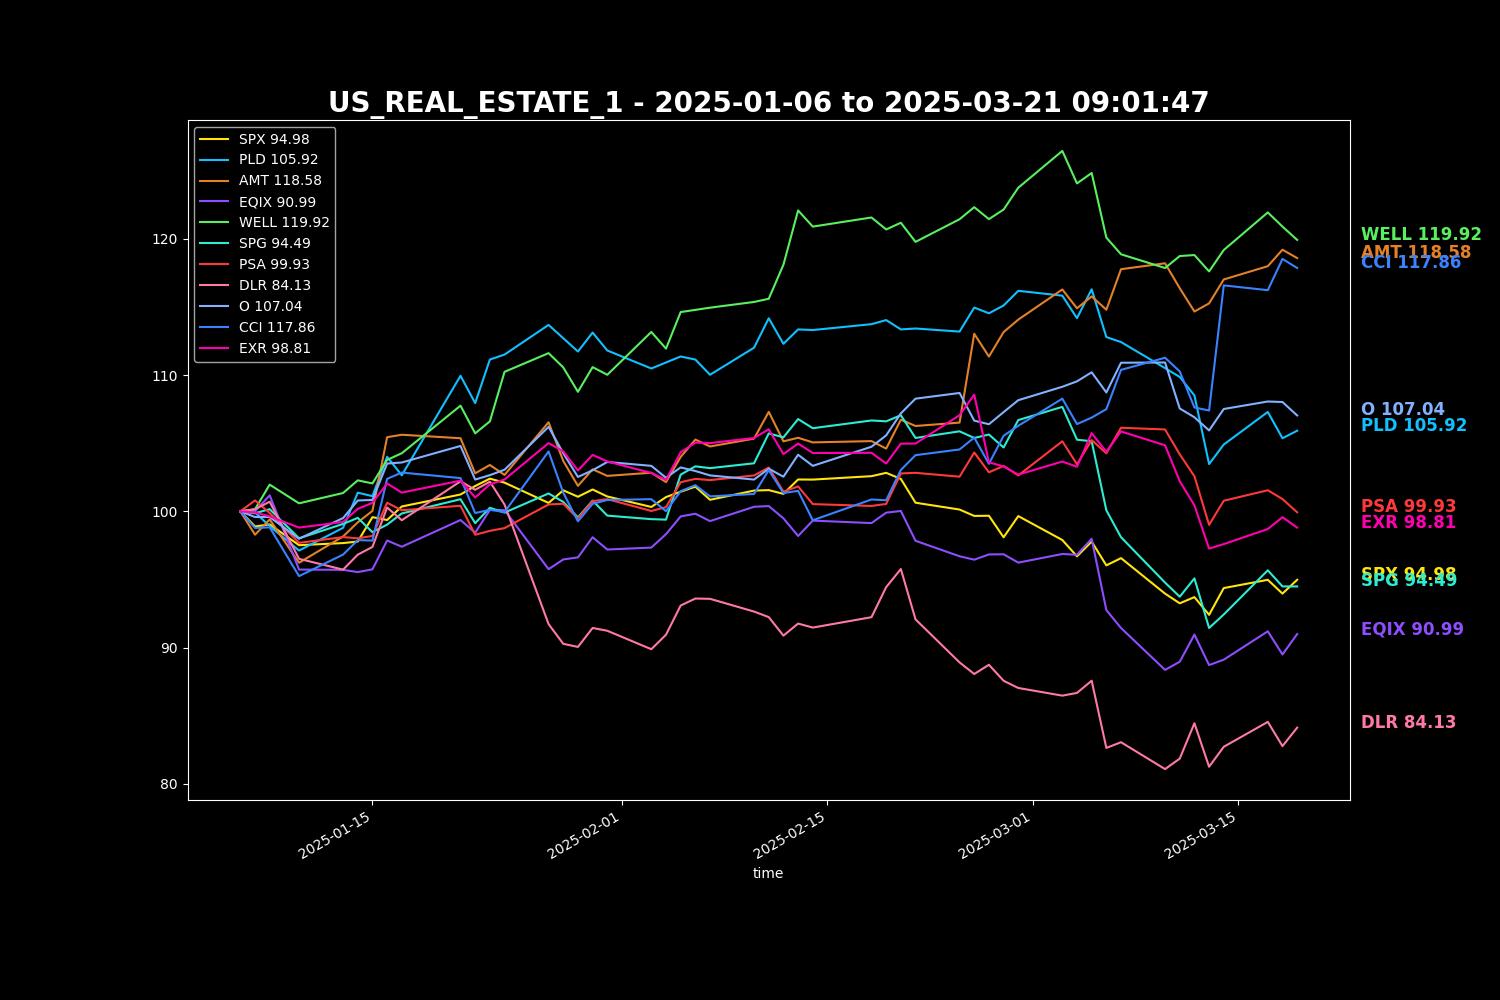 US_REAL_ESTATE_1 - 2025-01-06 to 2025-03-21 09:01:47
SPX 94.98
PLD 105.92
AMT 118.58
EQIX 90.99
WELL 119.92
SPG 94.49
PSA 99.93
DLR 84.13
O 107.04
CCI 117.86
EXR 98.81
120
110
100
90
80
WELL 119.92
AMT 118.58
CCI 117.86
O 107.04
PLD 105.92
PSA 99.93
EXR 98.81
SPX 94.98
SPG 94.49
EQIX 90.99
DLR 84.13
2025-01-15
2025-02-01
2025-02-15
2025-03-01
2025-03-15
time